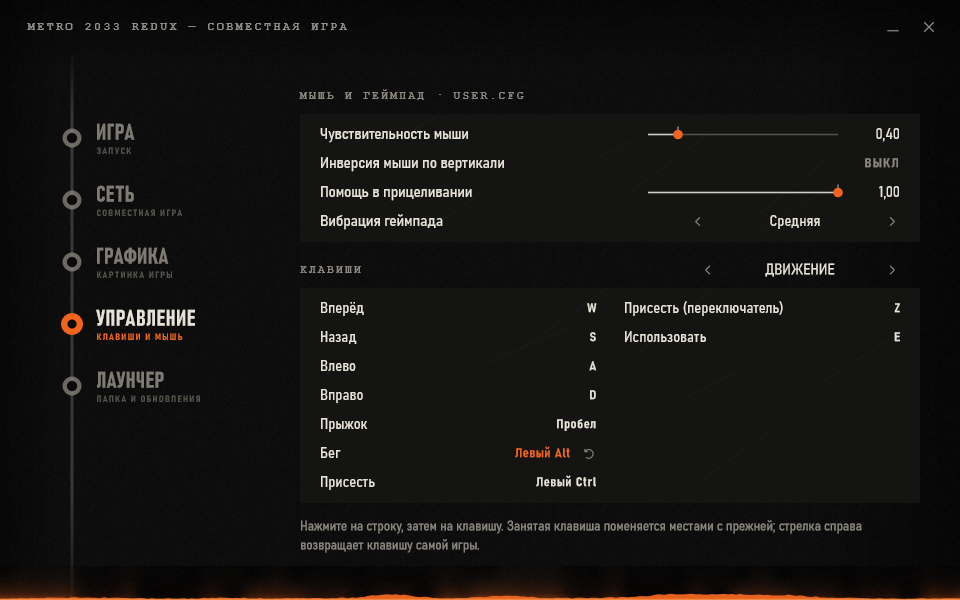 METRO 2033 REDUX — СОВМЕСТНАЯ ИГРА
ИГРА
ЗАПУСК
СЕТЬ
СОВМЕСТНАЯ ИГРА
ГРАФИКА
КАРТИНКА ИГРЫ
УПРАВЛЕНИЕ
КЛАВИШИ И МЫШЬ
ЛАУНЧЕР
ПАПКА И ОБНОВЛЕНИЯ
МЫШЬ И ГЕЙМПАД · USER.CFG
Чувствительность мыши 0,40
Инверсия мыши по вертикали ВЫКЛ
Помощь в прицеливании 1,00
Вибрация геймпада Средняя
КЛАВИШИ ДВИЖЕНИЕ
Вперёд W Присесть (переключатель) Z
Назад S Использовать E
Влево A
Вправо D
Прыжок Пробел
Бег Левый Alt
Присесть Левый Ctrl
Нажмите на строку, затем на клавишу. Занятая клавиша поменяется местами с прежней; стрелка справа
возвращает клавишу самой игры.